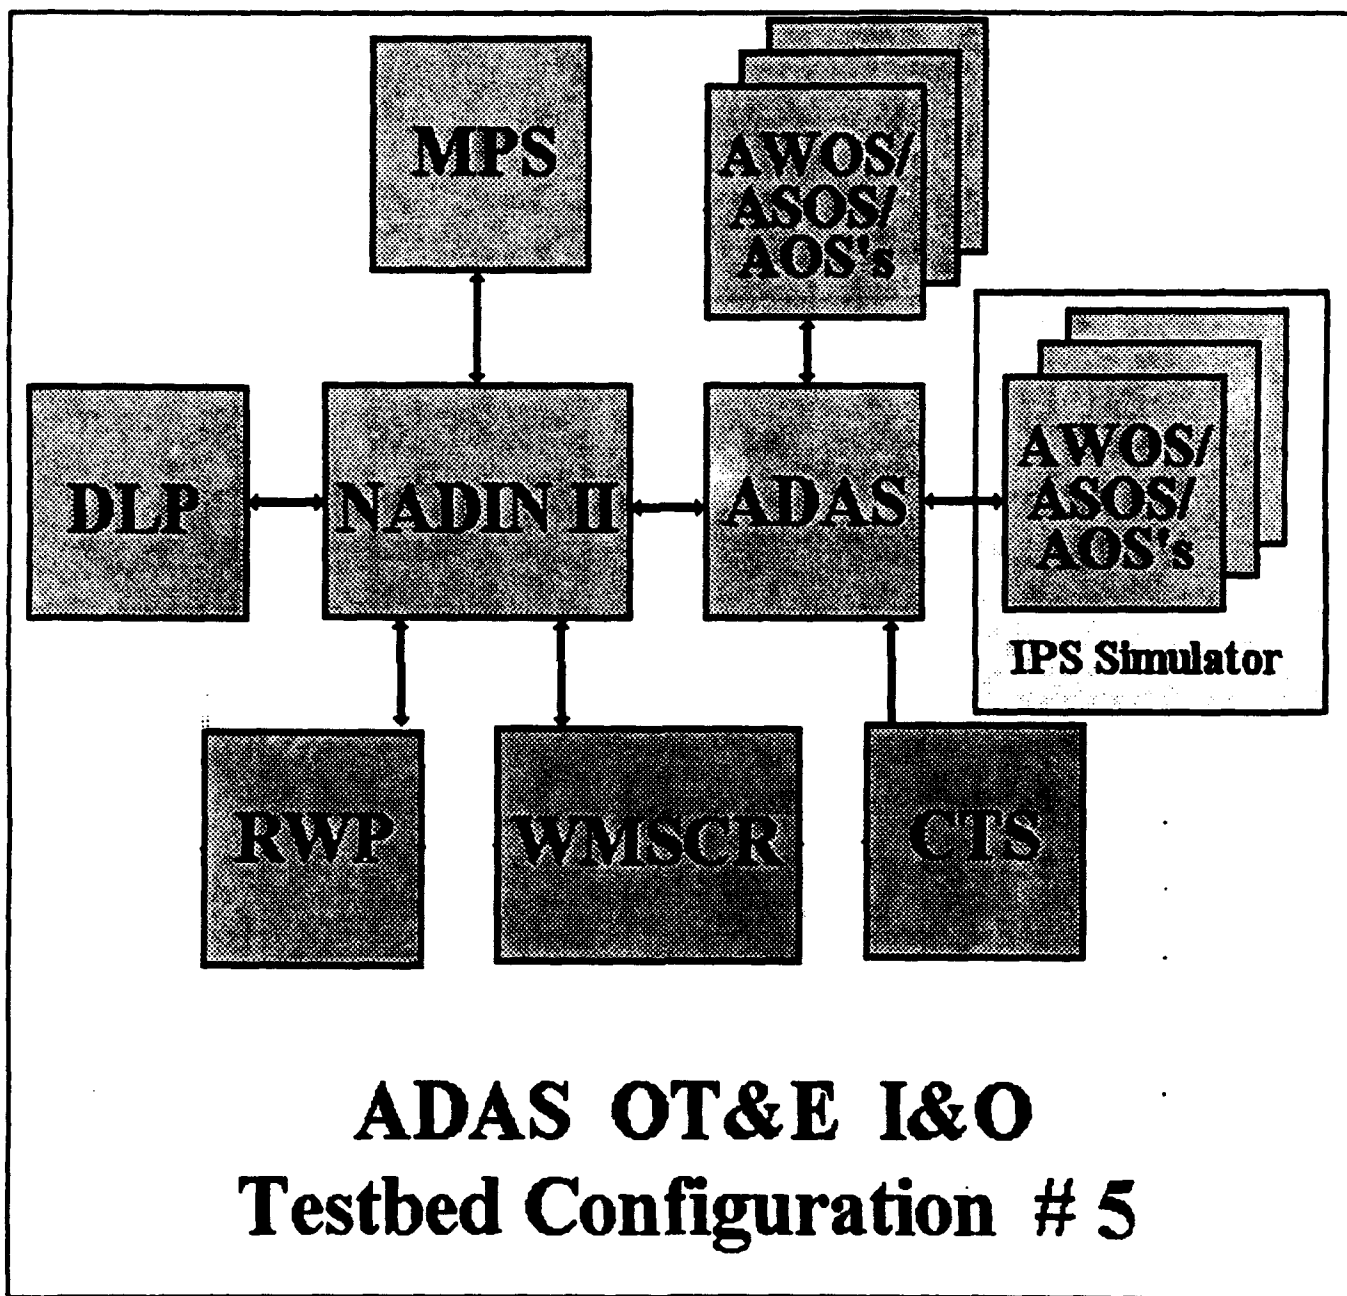 MPS
AWOS/
ASOS/
AOS's
DLP
NADIN II
ADAS
AWOS/
ASOS/
AOS's
IPS Simulator
RWP
WMSCR
CTS
ADAS OT&E I&O
Testbed Configuration # 5